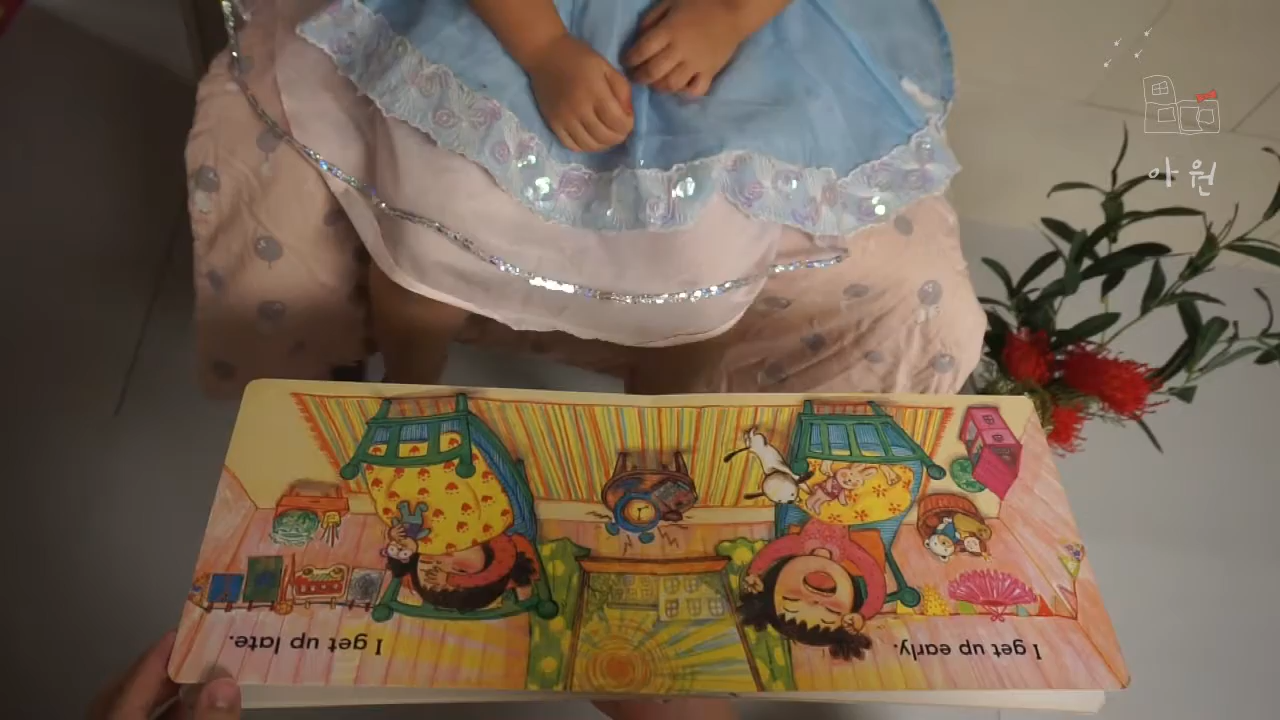 아원
I get up early.
I get up late.